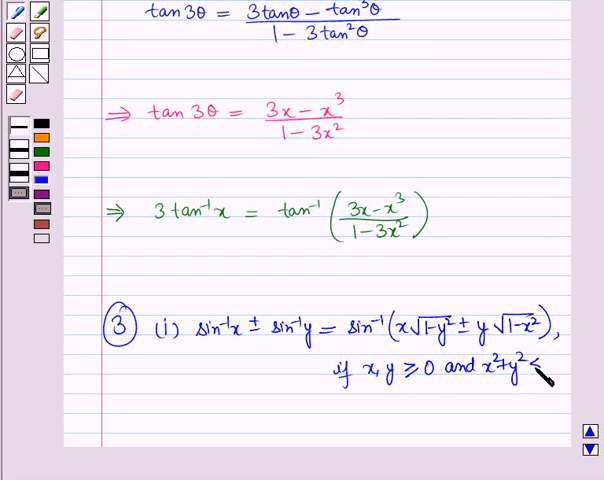 tan 3θ = (3tanθ − tan³θ)/(1 − 3tan²θ)
⇒ tan 3θ = (3x − x³)/(1 − 3x²)
⇒ 3 tan⁻¹x = tan⁻¹((3x − x³)/(1 − 3x²))
③ (i) sin⁻¹x ± sin⁻¹y = sin⁻¹(x√(1−y²) ± y√(1−x²)),
if x, y ⩾ 0 and x²+y² <